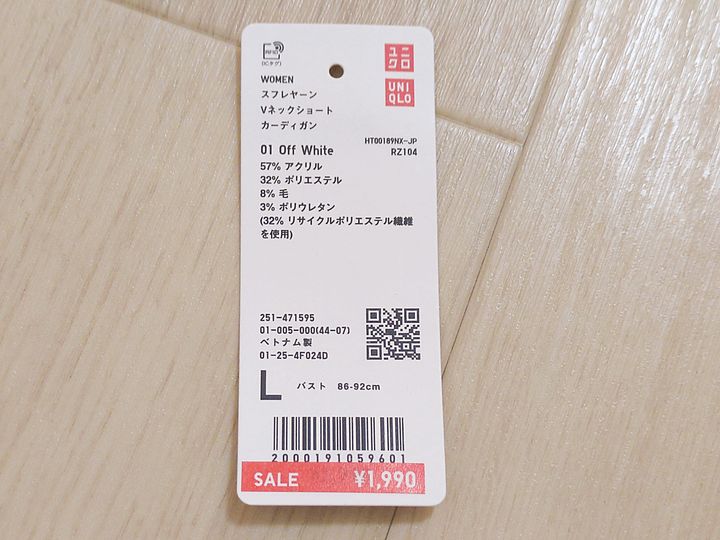 RFID
(ICタグ)
ユニ
クロ
UNI
QLO
WOMEN
スフレヤーン
Vネックショート
カーディガン
HT00189NX-JP
01 Off White
RZ104
57% アクリル
32% ポリエステル
8% 毛
3% ポリウレタン
(32% リサイクルポリエステル繊維
を使用)
251-471595
01-005-000(44-07)
ベトナム製
01-25-4F024D
L バスト 86-92cm
2000191059601
SALE ¥1,990